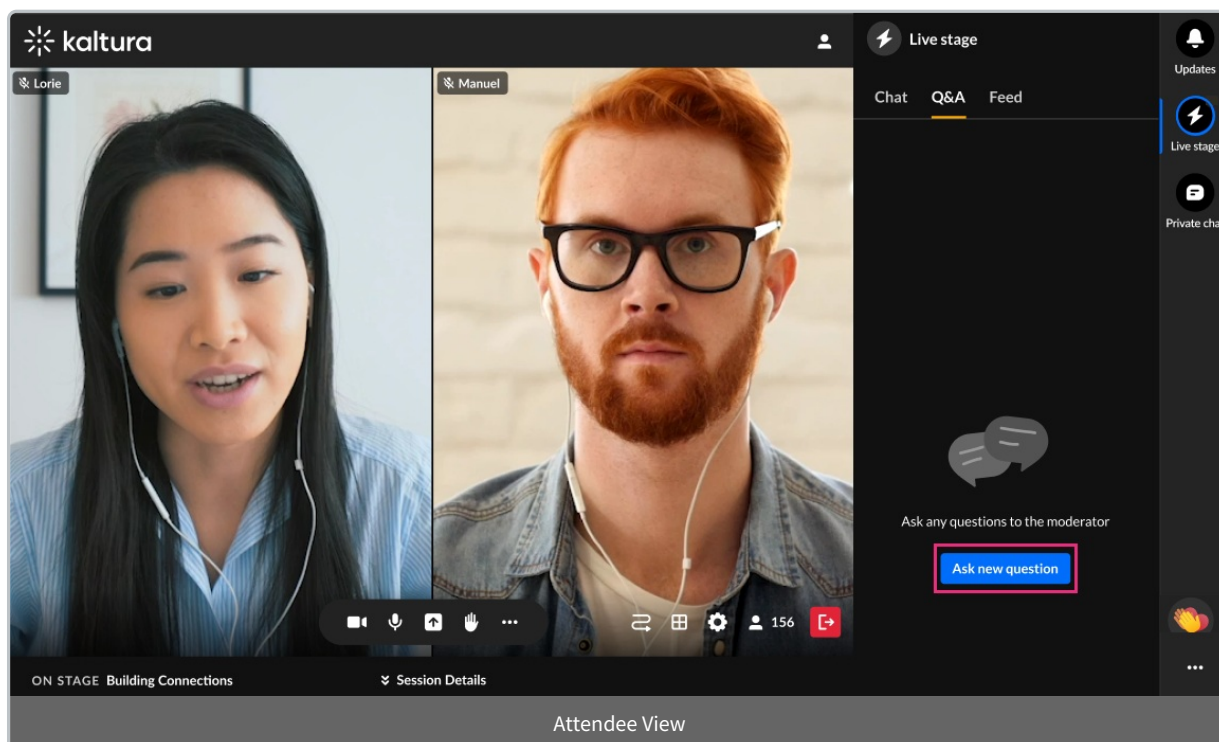 kaltura
Lorie
Manuel
Live stage
Chat Q&A Feed
Updates
Live stage
Private cha
Ask any questions to the moderator
Ask new question
156
ON STAGE Building Connections
Session Details
Attendee View